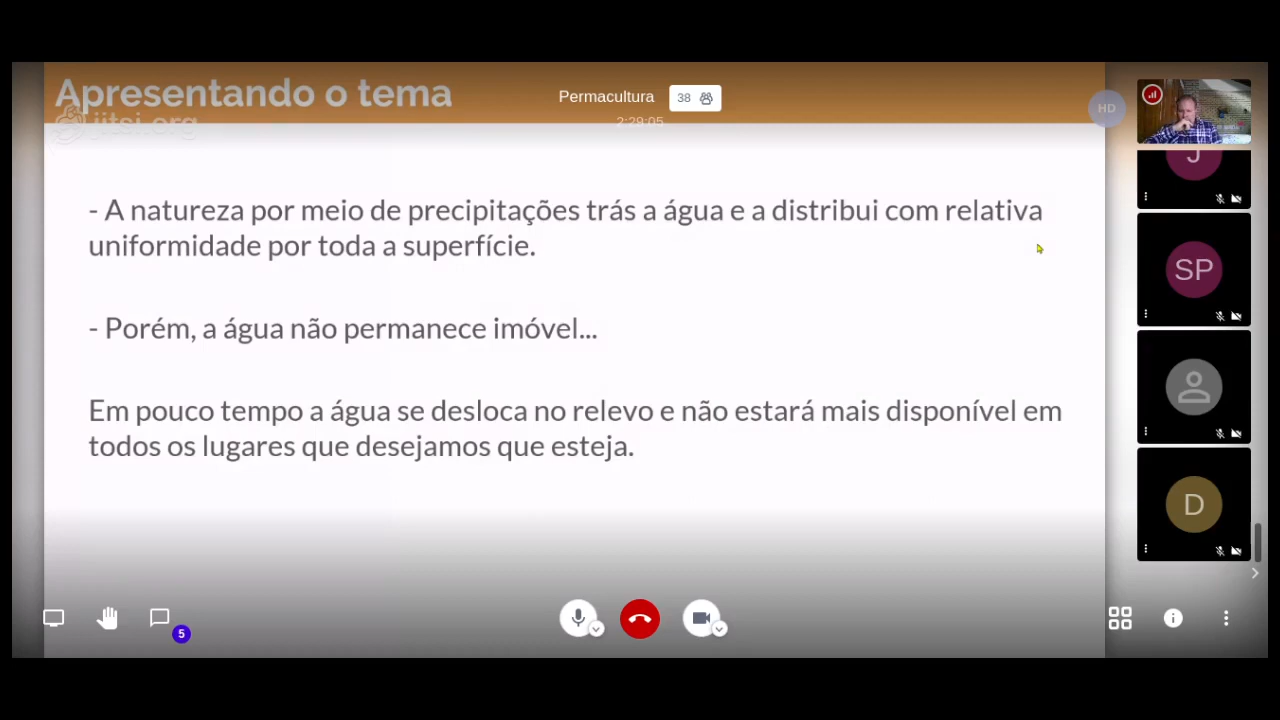 Apresentando o tema
jitsi.org
Permacultura
38
2:29:05
HD
- A natureza por meio de precipitações trás a água e a distribui com relativa
uniformidade por toda a superfície.
- Porém, a água não permanece imóvel...
Em pouco tempo a água se desloca no relevo e não estará mais disponível em
todos os lugares que desejamos que esteja.
J
SP
D
5